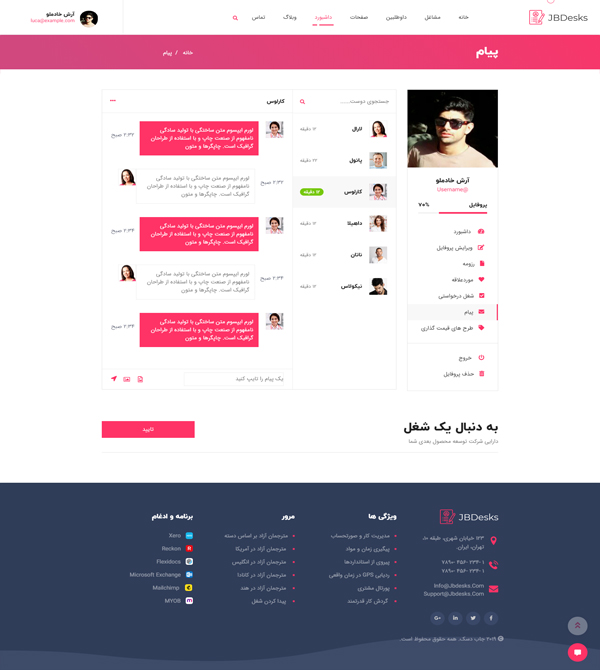 JBDesks
خانه
مشاغل
داوطلبین
صفحات
داشبورد
وبلاگ
تماس
آرش خادملو
luca@example.com
پیام
خانه / پیام
آرش خادملو
Username@
پروفایل ۷۰%
داشبورد
ویرایش پروفایل
رزومه
موردعلاقه
شغل درخواستی
پیام
طرح های قیمت گذاری
خروج
حذف پروفایل
جستجوی دوست......
لارال ۱۲ دقیقه
پانول ۲۲ دقیقه
کارلوس ۱۲ دقیقه
داهیلا ۱۲ دقیقه
ناتان ۱۲ دقیقه
نیکولاس ۱۲ دقیقه
کارلوس
لورم ایپسوم متن ساختگی با تولید سادگی
نامفهوم از صنعت چاپ و با استفاده از طراحان
گرافیک است. چاپگرها و متون
۲:۳۲ صبح
لورم ایپسوم متن ساختگی با تولید سادگی
نامفهوم از صنعت چاپ و با استفاده از طراحان
گرافیک است. چاپگرها و متون
۲:۳۲ صبح
لورم ایپسوم متن ساختگی با تولید سادگی
نامفهوم از صنعت چاپ و با استفاده از طراحان
گرافیک است. چاپگرها و متون
۲:۳۴ صبح
لورم ایپسوم متن ساختگی با تولید سادگی
نامفهوم از صنعت چاپ و با استفاده از طراحان
گرافیک است. چاپگرها و متون
۲:۳۴ صبح
لورم ایپسوم متن ساختگی با تولید سادگی
نامفهوم از صنعت چاپ و با استفاده از طراحان
گرافیک است. چاپگرها و متون
۲:۳۴ صبح
یک پیام را تایپ کنید
به دنبال یک شغل
دارایی شرکت توسعه محصول بعدی شما
تایید
JBDesks
۱۲۳ خیابان شهری، طبقه ۱۰،
تهران، ایران.
۷۸۹۰ -۴۵۶ -۲۳۴ -۱
۷۸۹۰ -۴۵۶ -۲۳۴ -۱
Info@Jbdesks.Com
Support@Jbdesks.Com
ویژگی ها
مدیریت کار و صورتحساب
پیگیری زمان و مواد
پیروی از استانداردها
ردیابی GPS در زمان واقعی
پورتال مشتری
گردش کار قدرتمند
مرور
مترجمان آزاد بر اساس دسته
مترجمان آزاد در آمریکا
مترجمان آزاد در انگلیس
مترجمان آزاد در کانادا
مترجمان آزاد در هند
پیدا کردن شغل
برنامه و ادغام
Xero
Reckon
Flexidocs
Microsoft Exchange
Mailchimp
MYOB
© ۲۰۱۹ جاب دسک. همه حقوق محفوظ است.